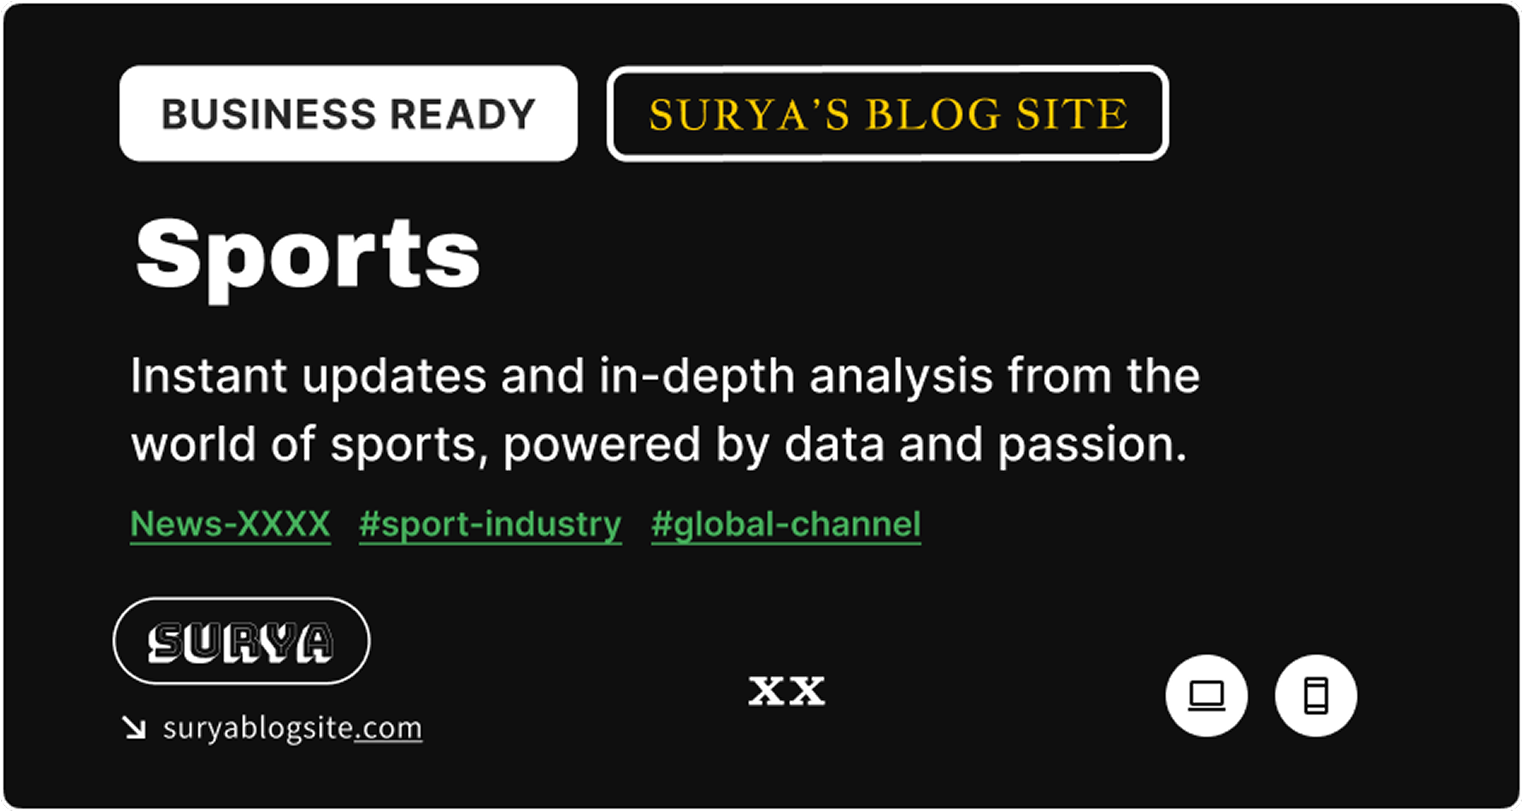 BUSINESS READY SURYA’S BLOG SITE
Sports
Instant updates and in-depth analysis from the
world of sports, powered by data and passion.
News-XXXX #sport-industry #global-channel
SURYA
xx
suryablogsite.com